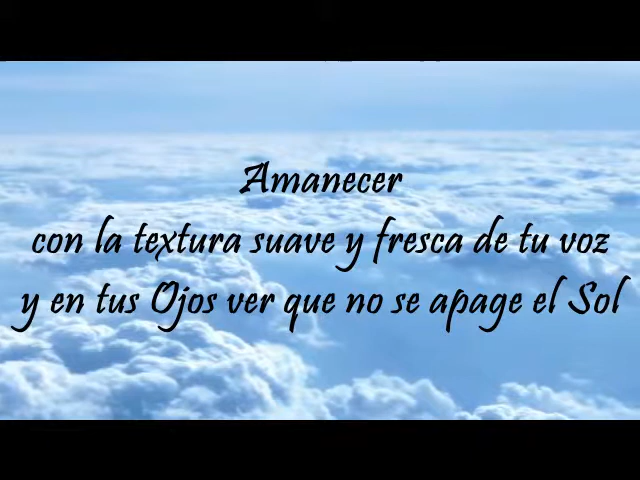 Amanecer
con la textura suave y fresca de tu voz
y en tus Ojos ver que no se apage el Sol